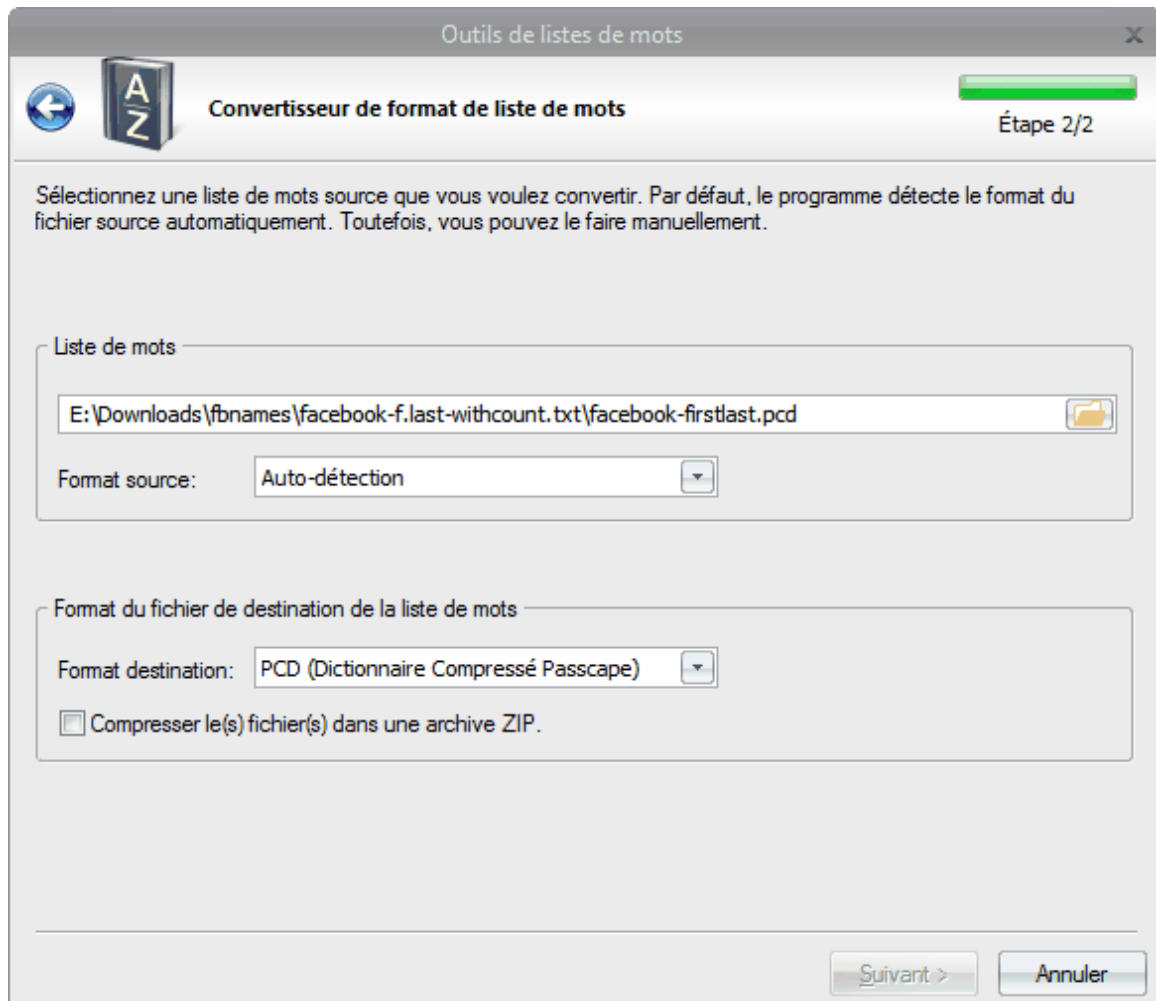 Outils de listes de mots
A
Z
Convertisseur de format de liste de mots
Étape 2/2
Sélectionnez une liste de mots source que vous voulez convertir. Par défaut, le programme détecte le format du
fichier source automatiquement. Toutefois, vous pouvez le faire manuellement.
Liste de mots
E:\Downloads\fbnames\facebook-f.last-withcount.txt\facebook-firstlast.pcd
Format source:
Auto-détection
Format du fichier de destination de la liste de mots
Format destination:
PCD (Dictionnaire Compressé Passcape)
Compresser le(s) fichier(s) dans une archive ZIP.
Suivant >
Annuler